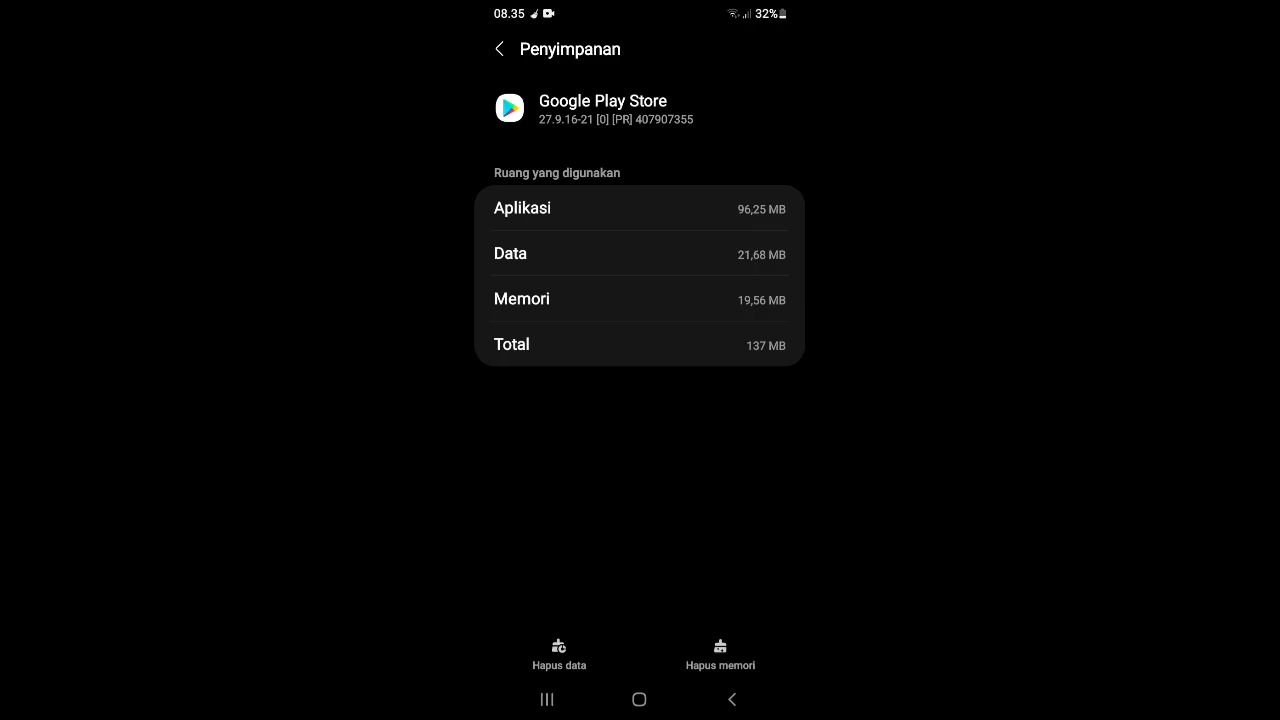 08.35 32%
Penyimpanan
Google Play Store
27.9.16-21 [0] [PR] 407907355
Ruang yang digunakan
Aplikasi 96,25 MB
Data 21,68 MB
Memori 19,56 MB
Total 137 MB
Hapus data Hapus memori